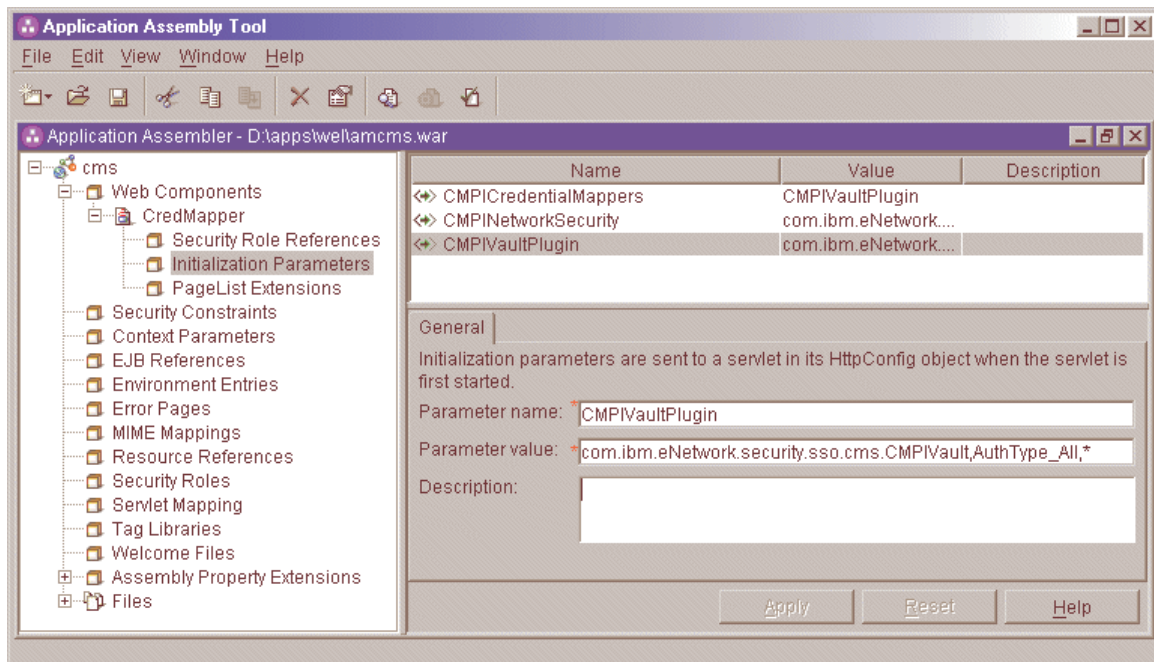 Application Assembly Tool
File Edit View Window Help
Application Assembler - D:\apps\wel\amcms.war
cms
Web Components
CredMapper
Security Role References
Initialization Parameters
PageList Extensions
Security Constraints
Context Parameters
EJB References
Environment Entries
Error Pages
MIME Mappings
Resource References
Security Roles
Servlet Mapping
Tag Libraries
Welcome Files
Assembly Property Extensions
Files
Name Value Description
CMPICredentialMappers CMPIVaultPlugin
CMPINetworkSecurity com.ibm.eNetwork....
CMPIVaultPlugin com.ibm.eNetwork....
General
Initialization parameters are sent to a servlet in its HttpConfig object when the servlet is
first started.
Parameter name: *CMPIVaultPlugin
Parameter value: *com.ibm.eNetwork.security.sso.cms.CMPIVault,AuthType_All,*
Description:
Apply Reset Help